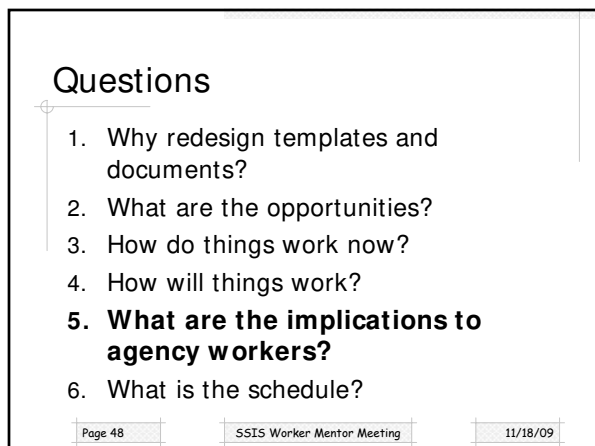 Questions
1. Why redesign templates and
documents?
2. What are the opportunities?
3. How do things work now?
4. How will things work?
5. What are the implications to
agency workers?
6. What is the schedule?
Page 48 SSIS Worker Mentor Meeting 11/18/09